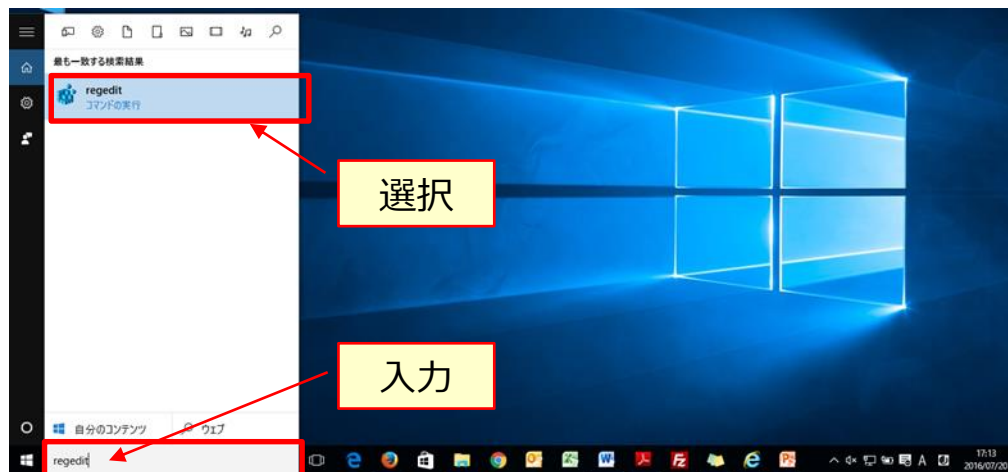 最も一致する検索結果
regedit
コマンドの実行
選択
入力
自分のコンテンツ
ウェブ
regedit
A
17:13
2016/07/20